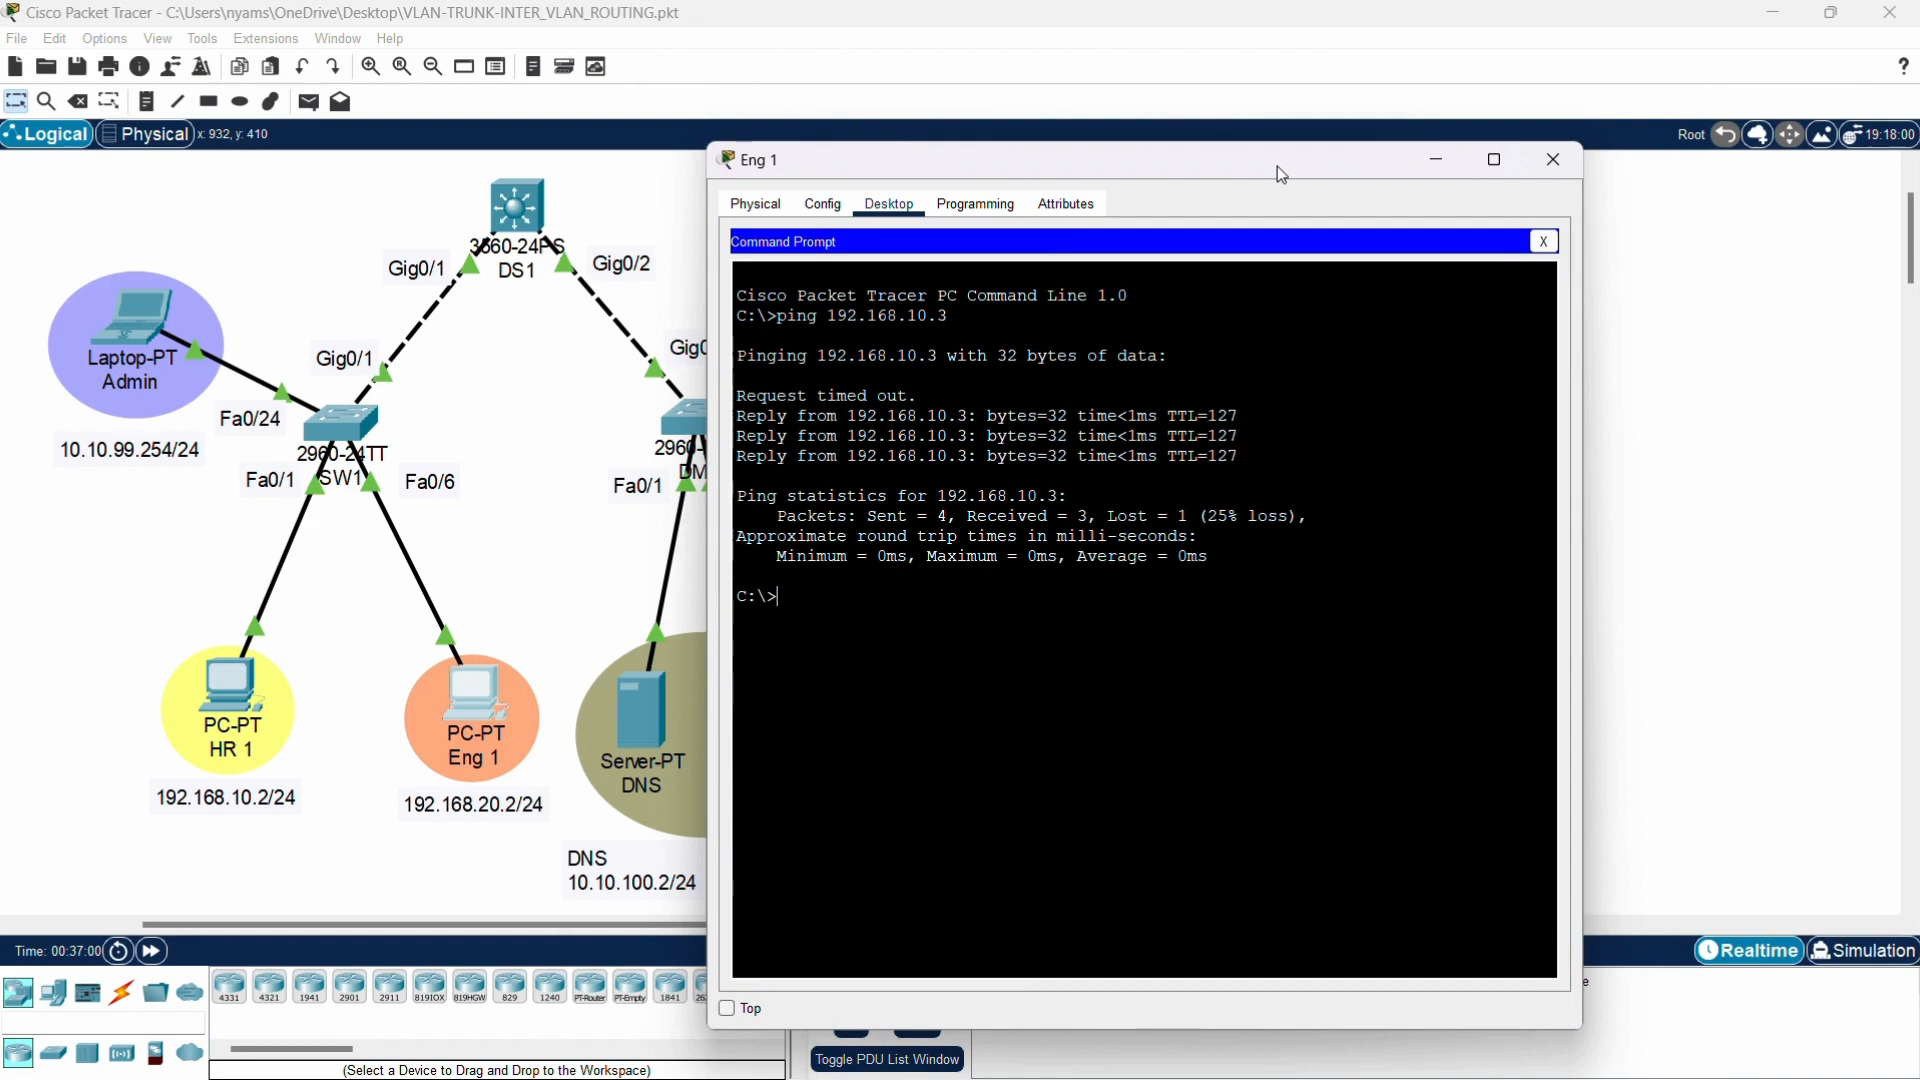 Cisco Packet Tracer - C:\Users\nyams\OneDrive\Desktop\VLAN-TRUNK-INTER_VLAN_ROUTING.pkt
File Edit Options View Tools Extensions Window Help
?
Logical Physical x: 932, y: 410 Root 19:18:00
Eng 1
Physical Config Desktop Programming Attributes
Command Prompt X
Cisco Packet Tracer PC Command Line 1.0
C:\>ping 192.168.10.3
Pinging 192.168.10.3 with 32 bytes of data:
Request timed out.
Reply from 192.168.10.3: bytes=32 time<1ms TTL=127
Reply from 192.168.10.3: bytes=32 time<1ms TTL=127
Reply from 192.168.10.3: bytes=32 time<1ms TTL=127
Ping statistics for 192.168.10.3:
Packets: Sent = 4, Received = 3, Lost = 1 (25% loss),
Approximate round trip times in milli-seconds:
Minimum = 0ms, Maximum = 0ms, Average = 0ms
C:\>
Top
3560-24PS
DS1
Gig0/1
Gig0/2
Gig0/1
Gig0
Laptop-PT
Admin
10.10.99.254/24
Fa0/24
2960-24TT
SW1
Fa0/1
Fa0/6
2960-
DM
Fa0/1
PC-PT
HR 1
192.168.10.2/24
PC-PT
Eng 1
192.168.20.2/24
Server-PT
DNS
DNS
10.10.100.2/24
Time: 00:37:00
Realtime Simulation
4331 4321 1941 2901 2911 819IOX 819HGW 829 1240 PT-Router PT-Empty 1841
(Select a Device to Drag and Drop to the Workspace)
Toggle PDU List Window